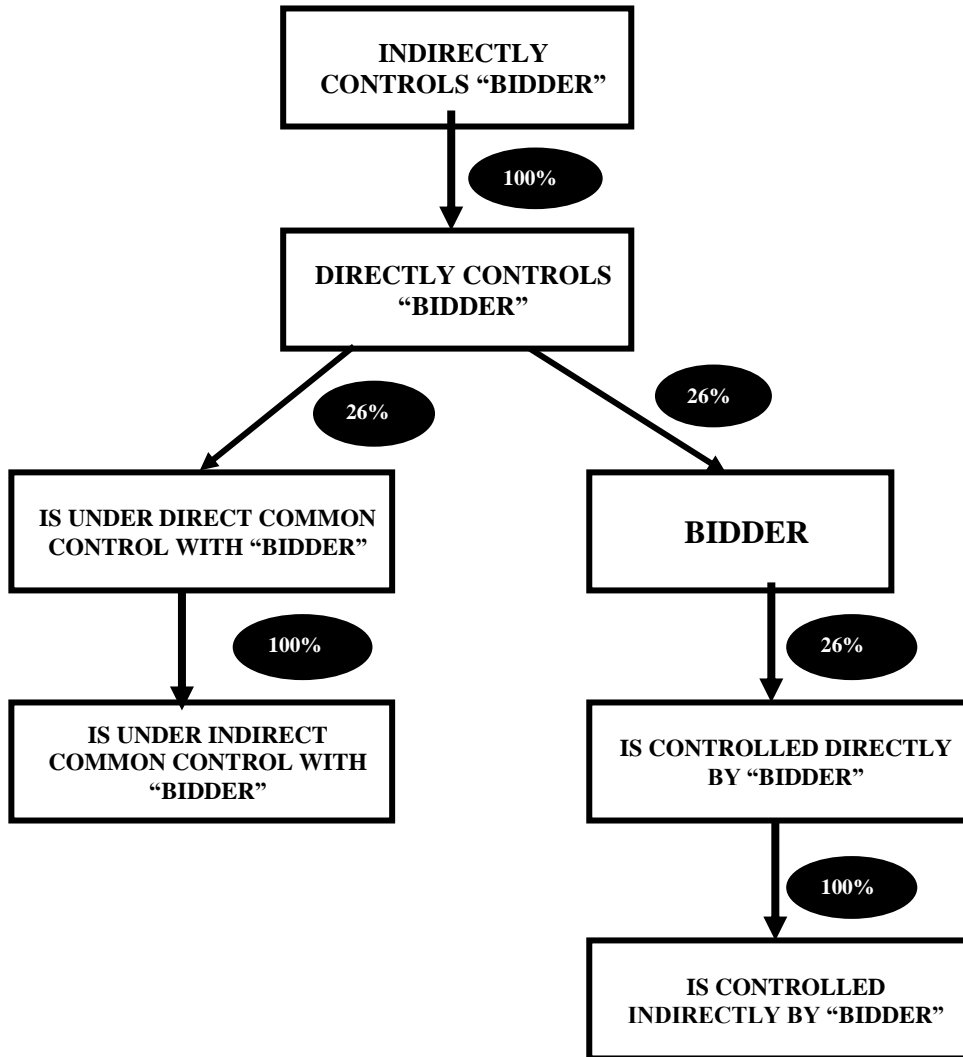 INDIRECTLY
CONTROLS “BIDDER”
100%
DIRECTLY CONTROLS
“BIDDER”
26%
26%
IS UNDER DIRECT COMMON
CONTROL WITH “BIDDER”
BIDDER
100%
26%
IS UNDER INDIRECT
COMMON CONTROL WITH
“BIDDER”
IS CONTROLLED DIRECTLY
BY “BIDDER”
100%
IS CONTROLLED
INDIRECTLY BY “BIDDER”